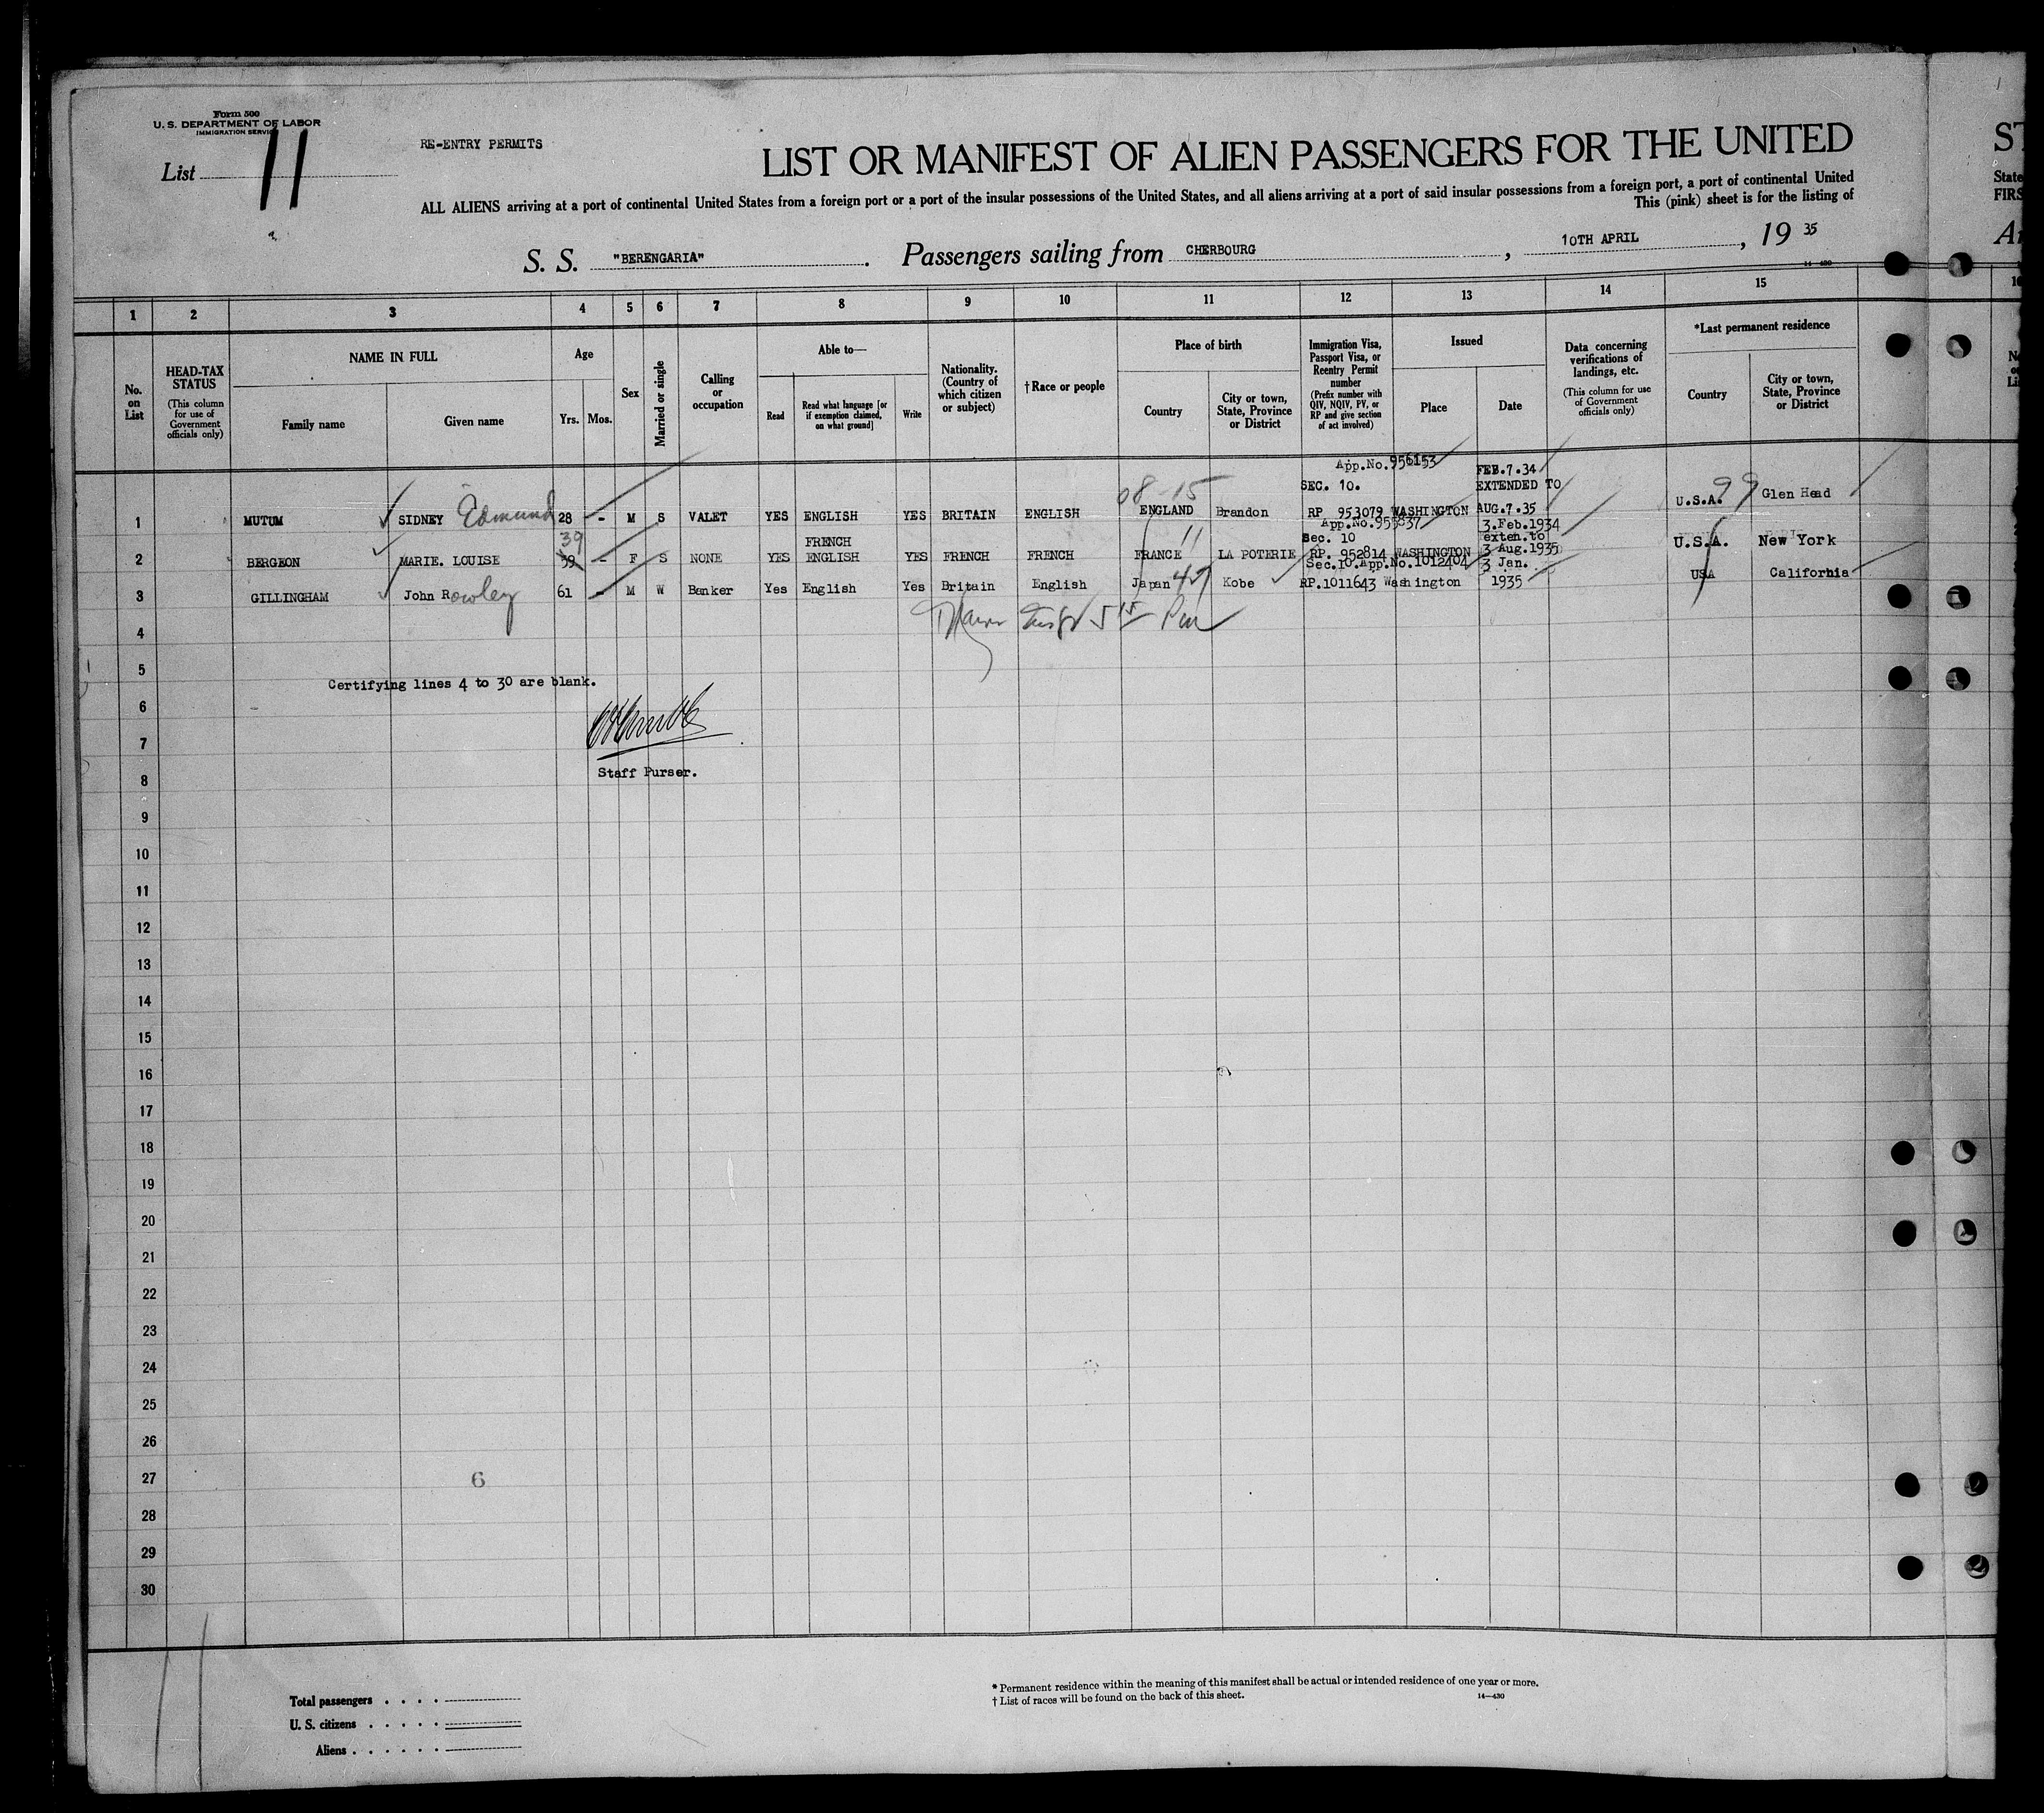 Form 500
U. S. DEPARTMENT OF LABOR
IMMIGRATION SERVICE
List 11
RE-ENTRY PERMITS
LIST OR MANIFEST OF ALIEN PASSENGERS FOR THE UNITED
ALL ALIENS arriving at a port of continental United States from a foreign port or a port of the insular possessions of the United States, and all aliens arriving at a port of said insular possessions from a foreign port, a port of continental United
This (pink) sheet is for the listing of
S. S. "BERENGARIA". Passengers sailing from CHERBOURG, 10TH APRIL, 19 35
ST
State
FIRS
1 2 3 4 5 6 7 8 9 10 11 12 13 14 15
No. on List
HEAD-TAX STATUS
(This column for use of Government officials only)
NAME IN FULL
Family name
Given name
Age
Yrs. Mos.
Sex
Married or single
Calling or occupation
Able to—
Read
Read what language [or if exemption claimed, on what ground]
Write
Nationality. (Country of which citizen or subject)
†Race or people
Place of birth
Country
City or town, State, Province or District
Immigration Visa, Passport Visa, or Reentry Permit number
(Prefix number with QIV, NQIV, PV, or RP and give section of act involved)
Issued
Place
Date
Data concerning verifications of landings, etc.
(This column for use of Government officials only)
*Last permanent residence
Country
City or town, State, Province or District
App.No.956153 FEB.7.34
08-15 SEC. 10. EXTENDED TO 99
1 MUTUM SIDNEY Edmund 28 - M S VALET YES ENGLISH YES BRITAIN ENGLISH ENGLAND Brandon RP 953079 WASHINGTON AUG.7.35 U.S.A. Glen Head
App.No.955837 3.Feb.1934
39 FRENCH 11 Sec. 10 exten.to
2 BERGEON MARIE. LOUISE 39 - F S NONE YES ENGLISH YES FRENCH FRENCH FRANCE LA POTERIE RP. 952814 WASHINGTON 3 Aug.1935 U.S.A. New York
Sec.10.App.No.1012404 3 Jan.
3 GILLINGHAM John Rowley 61 - M W Banker Yes English Yes Britain English Japan Kobe RP.1011643 Washington 1935 USA California
4
5
Certifying lines 4 to 30 are blank.
6
7
Staff Purser.
8
9
10
11
12
13
14
15
16
17
18
19
20
21
22
23
24
25
26
27
6
28
29
30
Total passengers
U. S. citizens
Aliens
* Permanent residence within the meaning of this manifest shall be actual or intended residence of one year or more.
† List of races will be found on the back of this sheet.
14—430